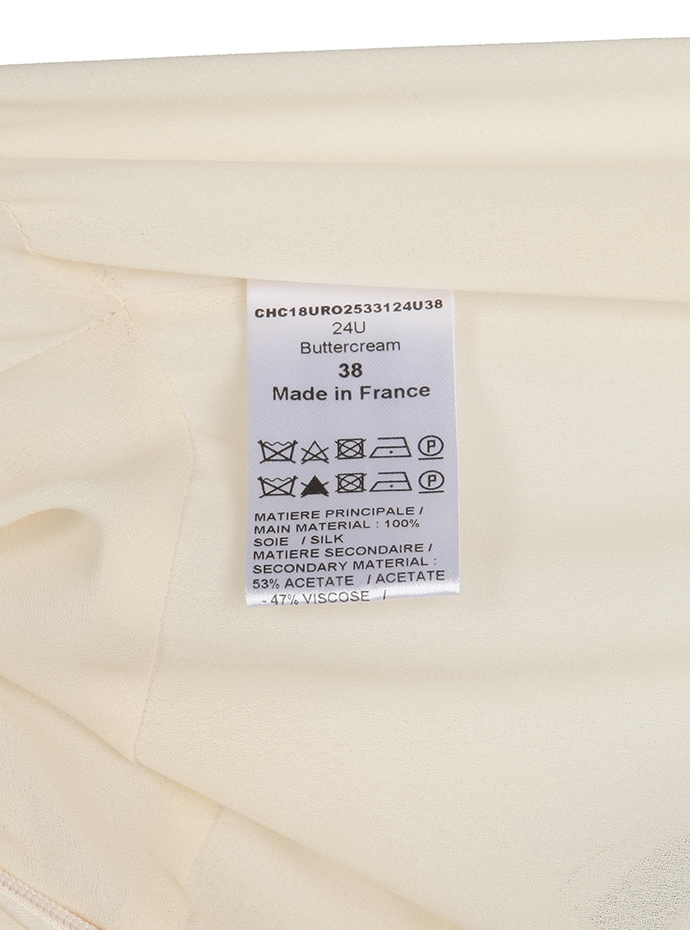 CHC18URO2533124U38
24U
Buttercream
38
Made in France
P
P
MATIERE PRINCIPALE /
MAIN MATERIAL : 100%
SOIE / SILK
MATIERE SECONDAIRE /
SECONDARY MATERIAL :
53% ACETATE / ACETATE
- 47% VISCOSE /